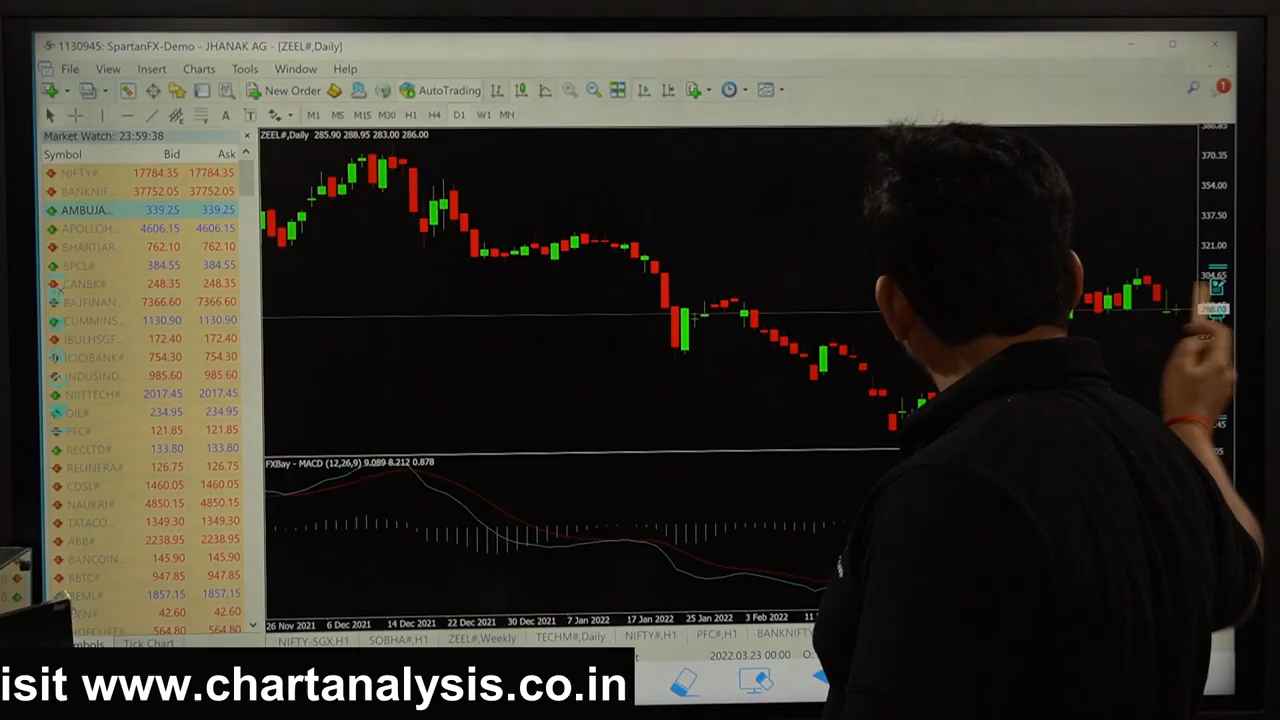 1130945: SpartanFX-Demo - JHANAK AG - [ZEEL#,Daily]
File View Insert Charts Tools Window Help
New Order AutoTrading 1
A T M1 M5 M15 M30 H1 H4 D1 W1 MN
Market Watch: 23:59:38
Symbol Bid Ask
NIFTY# 17784.35 17784.35
BANKNIF... 37752.05 37752.05
AMBUJA... 339.25 339.25
APOLLOH... 4606.15 4606.15
BHARTIAR... 762.10 762.10
BPCL# 384.55 384.55
CANBK# 248.35 248.35
BAJFINAN... 7366.60 7366.60
CUMMINS... 1130.90 1130.90
IBULHSGF... 172.40 172.40
ICICIBANK# 754.30 754.30
INDUSIND... 985.60 985.60
NIITTECH# 2017.45 2017.45
OIL# 234.95 234.95
PFC# 121.85 121.85
RECLTD# 133.80 133.80
RELINFRA# 126.75 126.75
CDSL# 1460.05 1460.05
NAUKRI# 4850.15 4850.15
TATACO... 1349.30 1349.30
ABB# 2238.95 2238.95
BANCOIN... 145.90 145.90
BBTC# 947.85 947.85
BEML# 1857.15 1857.15
42.60 42.60
564.80 564.80
Tick Chart
ZEEL#,Daily 285.90 288.95 283.00 286.00
370.35
354.00
337.50
321.00
304.65
286.00
FXBay - MACD (12,26,9) 9.089 8.212 0.878
26 Nov 2021 6 Dec 2021 14 Dec 2021 22 Dec 2021 30 Dec 2021 7 Jan 2022 17 Jan 2022 25 Jan 2022 3 Feb 2022 11
NIFTY-SGX,H1 SOBHA#,H1 ZEEL#,Weekly TECHM#,Daily NIFTY#,H1 PFC#,H1 BANKNIFTY
2022.03.23 00:00 O:
isit www.chartanalysis.co.in